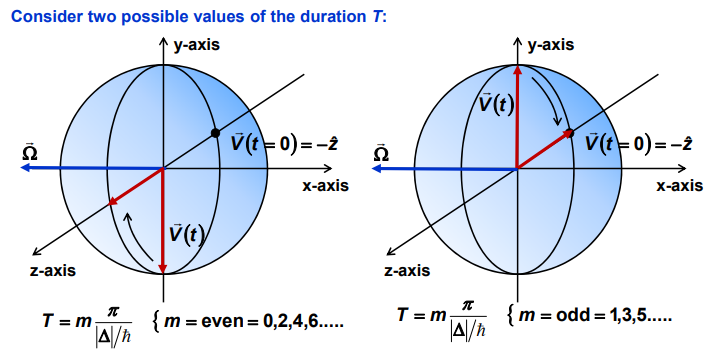 Consider two possible values of the duration T:
y-axis
V⃗(t)
V⃗(t = 0) = −ẑ
Ω⃗
x-axis
z-axis
T = m π / |Δ|/ħ { m = even = 0,2,4,6.....
y-axis
V⃗(t)
V⃗(t = 0) = −ẑ
Ω⃗
x-axis
z-axis
T = m π / |Δ|/ħ { m = odd = 1,3,5.....